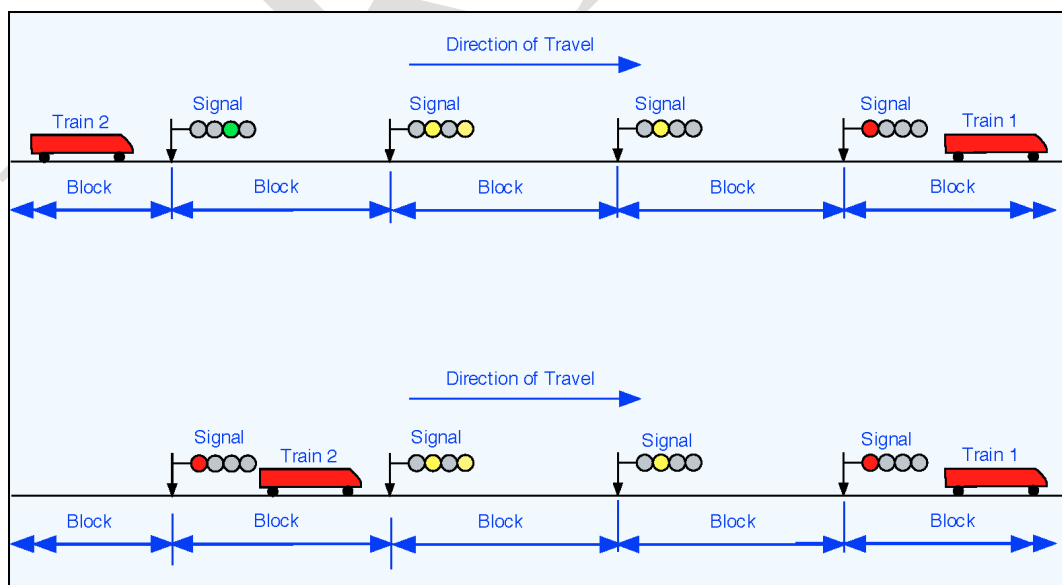 Direction of Travel
Signal Signal Signal Signal
Train 2 Train 1
Block Block Block Block Block
Direction of Travel
Signal Signal Signal Signal
Train 2 Train 1
Block Block Block Block Block